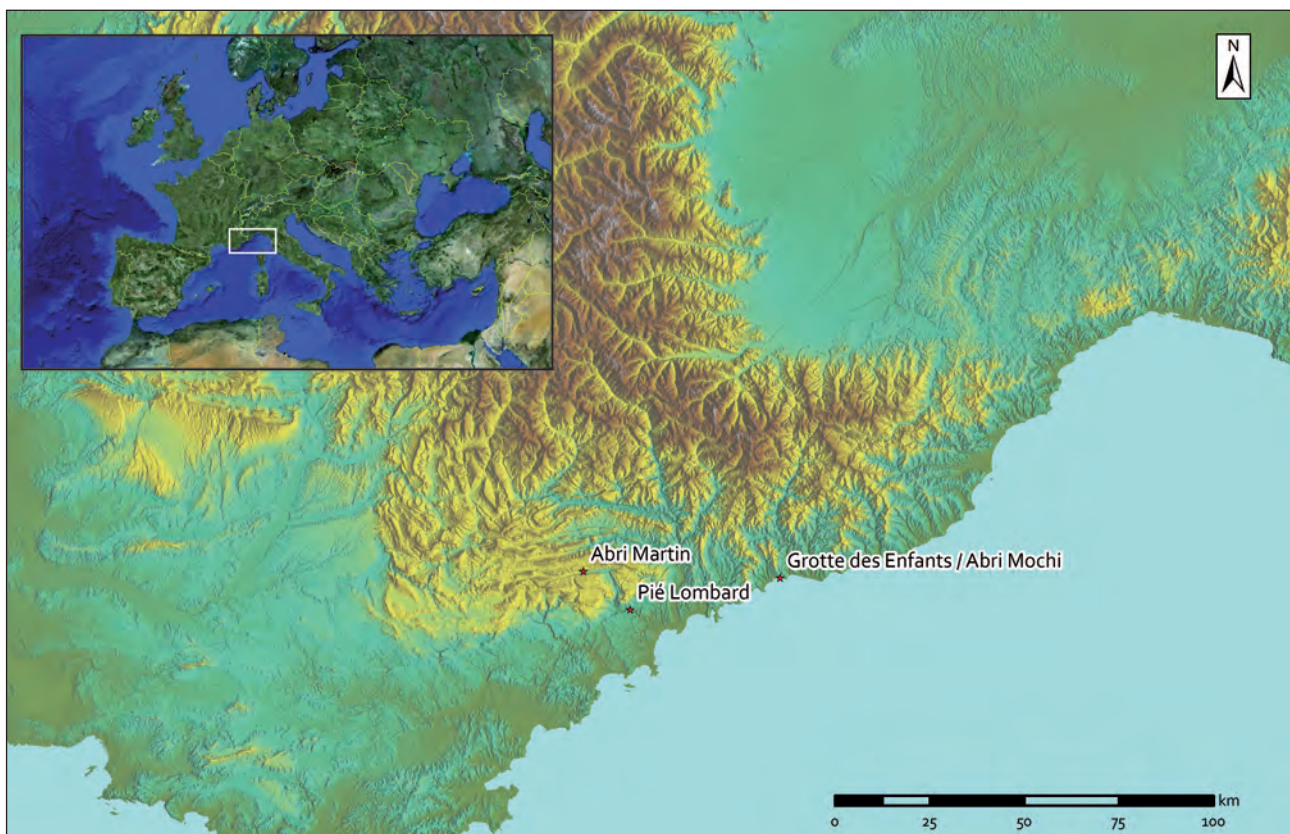 N
Abri Martin
Grotte des Enfants / Abri Mochi
Pié Lombard
km
0 25 50 75 100